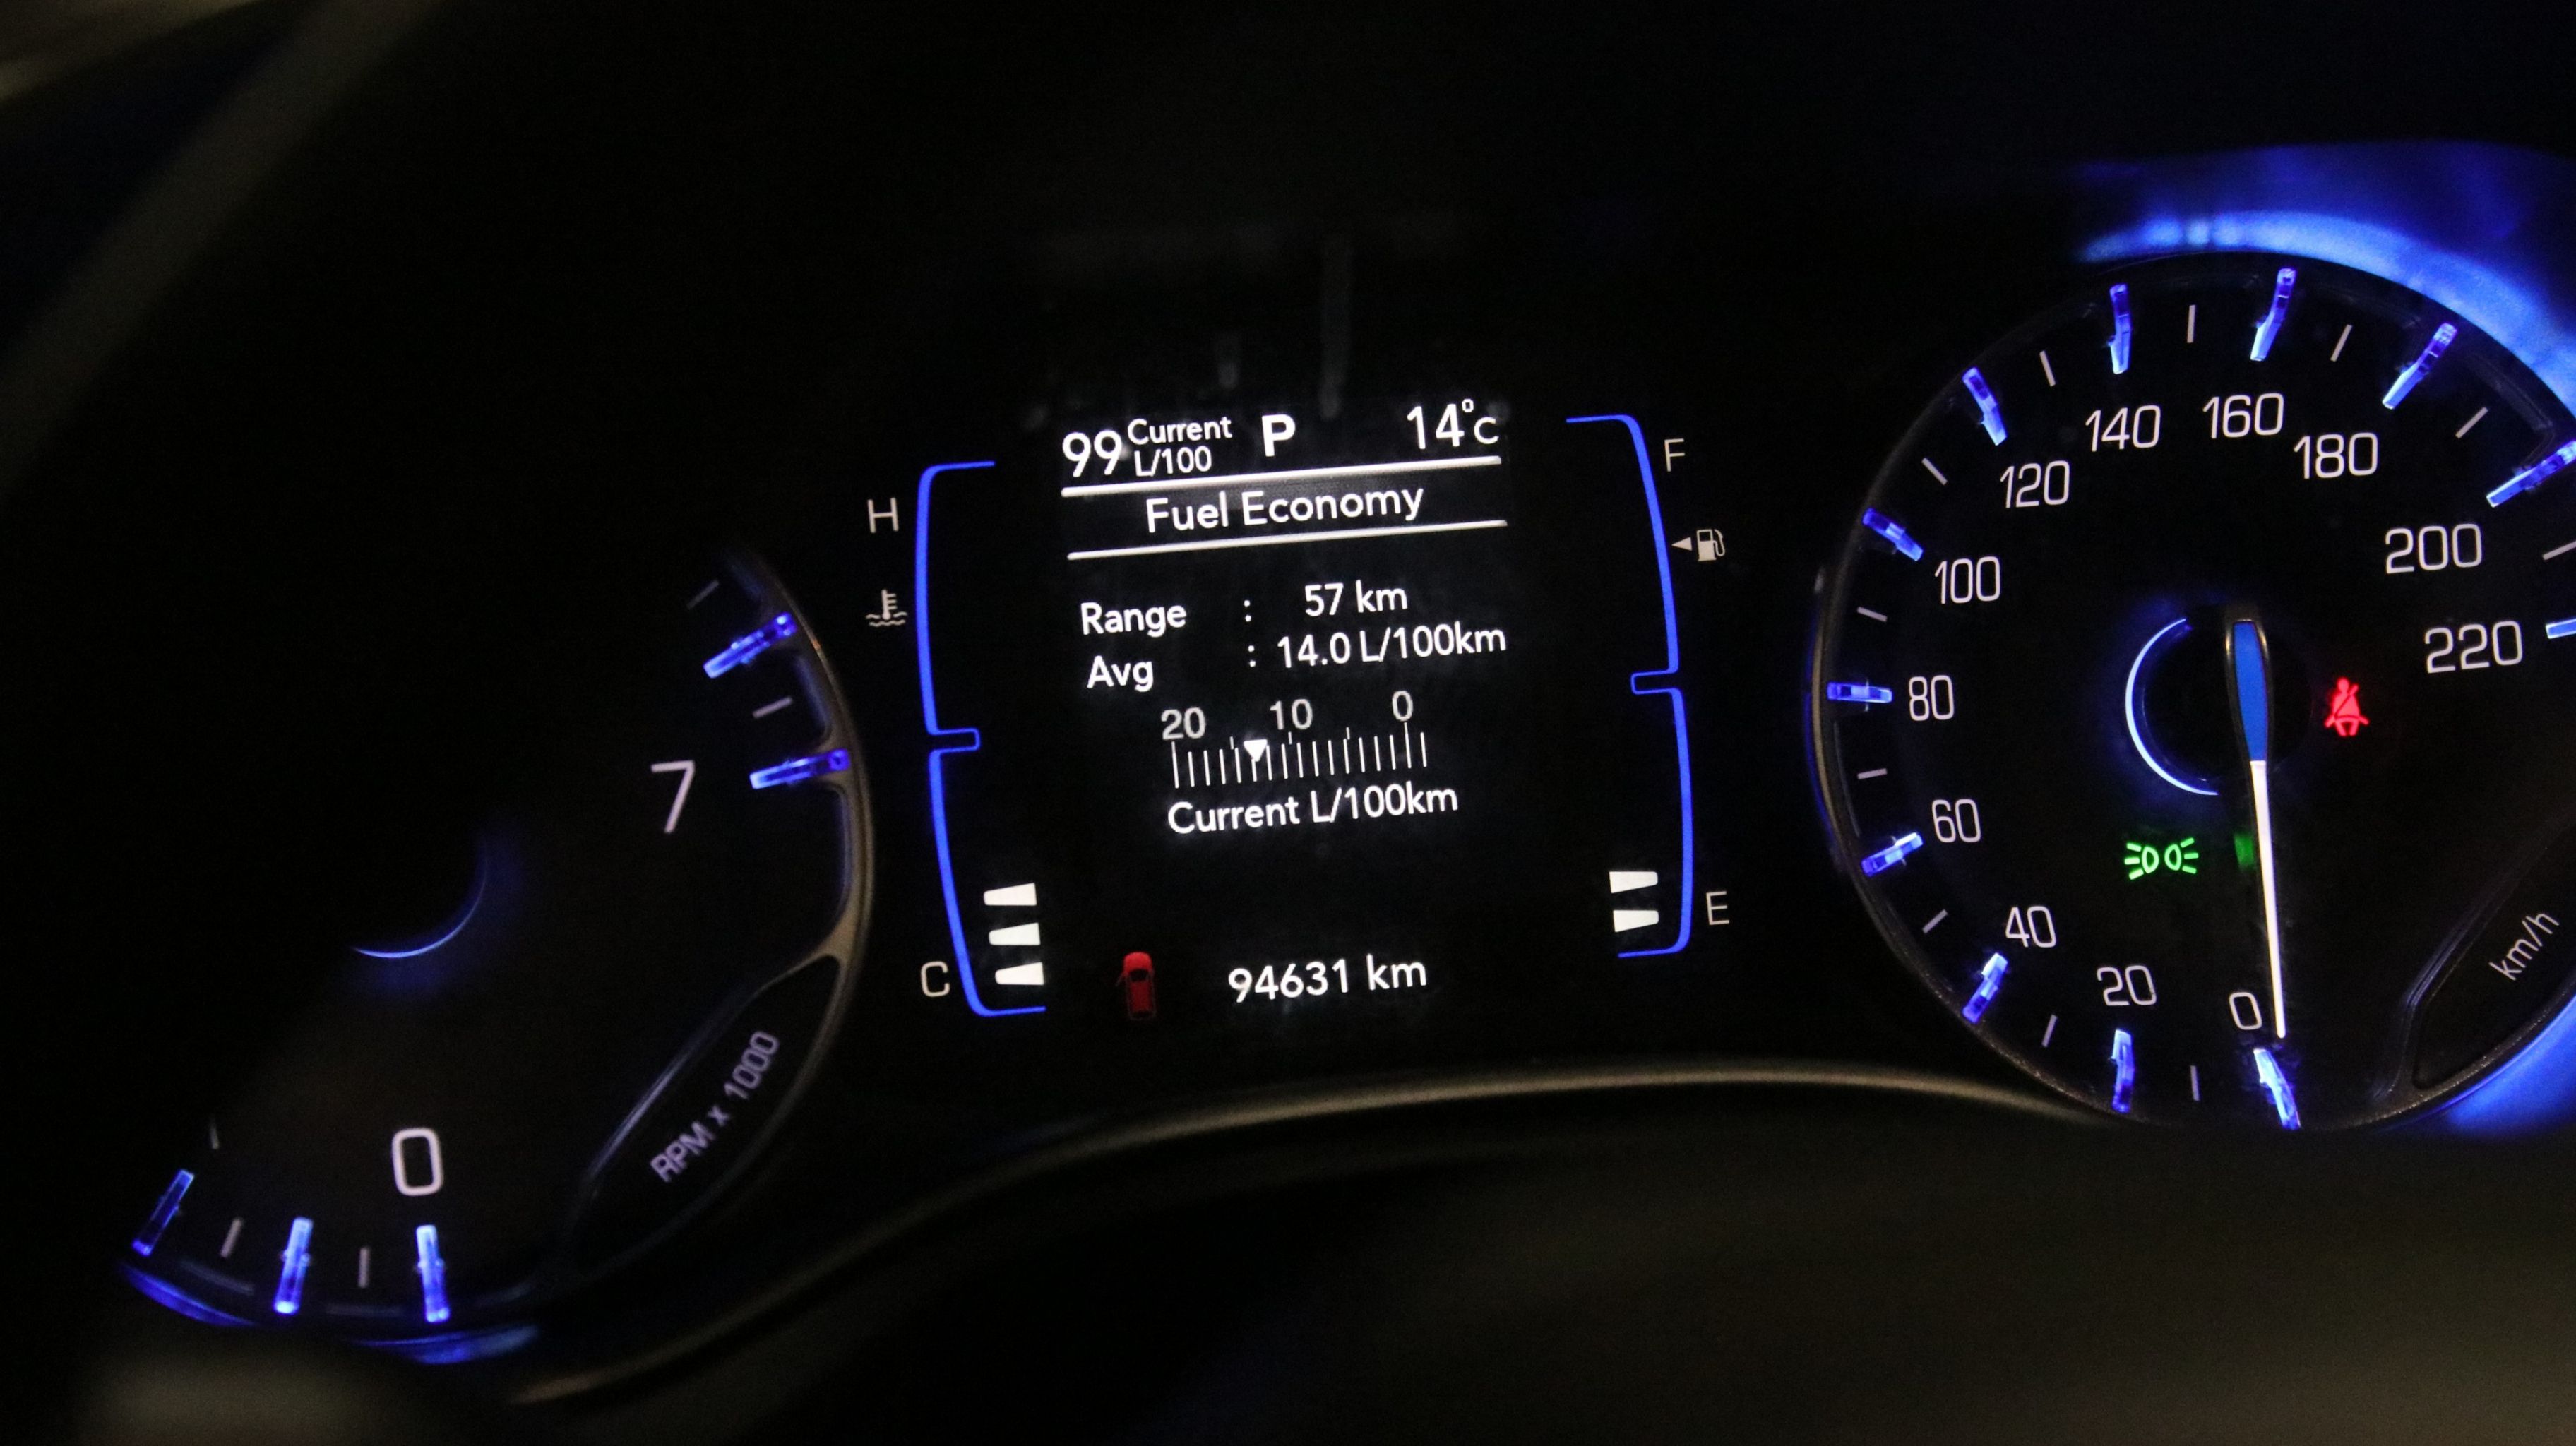 99 Current L/100 P 14°C
Fuel Economy
Range : 57 km
Avg : 14.0 L/100km
20 10 0
Current L/100km
94631 km
H
C
F
E
7
0
RPM x 1000
0
20
40
60
80
100
120
140
160
180
200
220
km/h